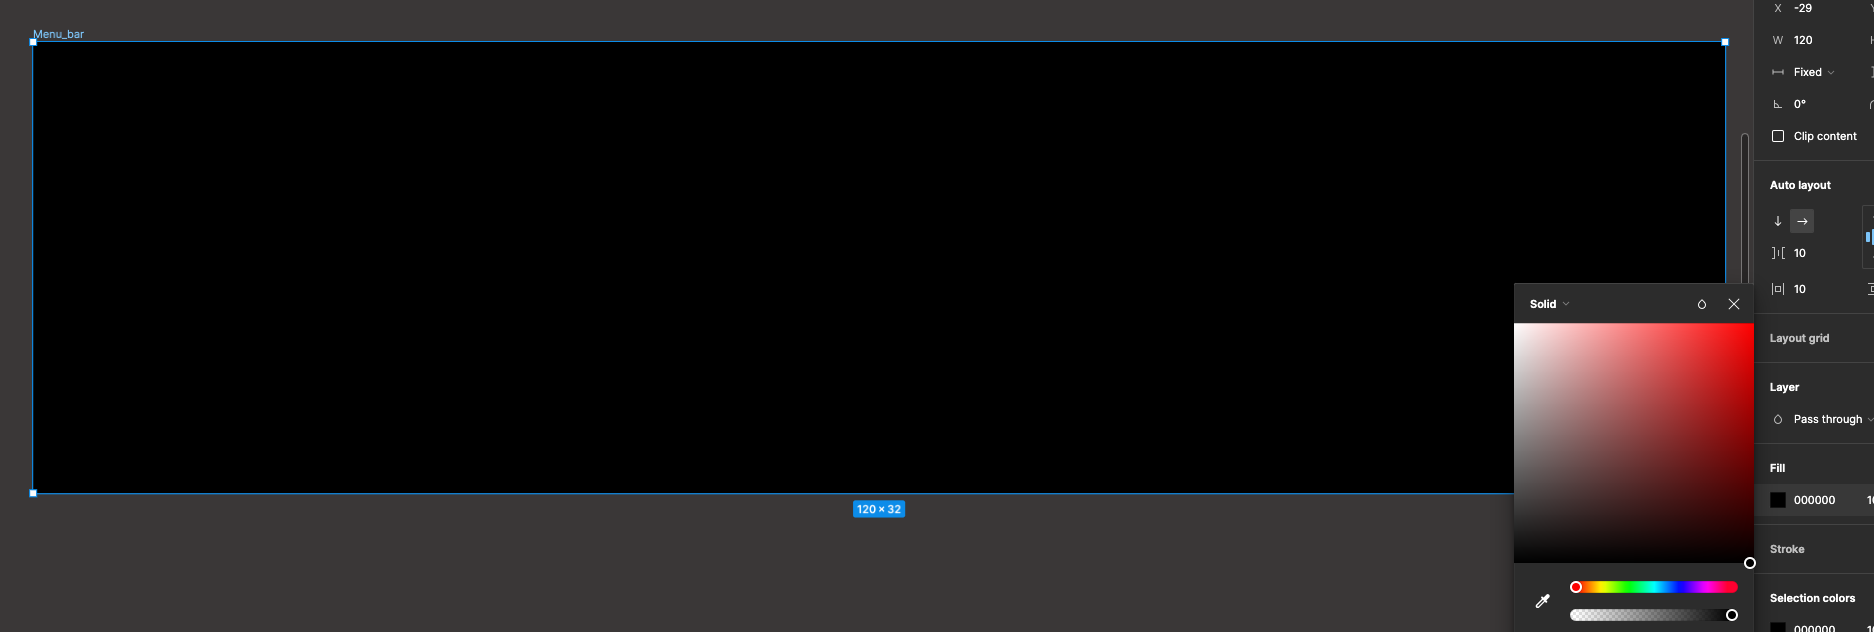 Menu_bar
120 × 32
Solid
X -29
W 120
Fixed
0°
Clip content
Auto layout
10
10
Layout grid
Layer
Pass through
Fill
000000
Stroke
Selection colors
000000